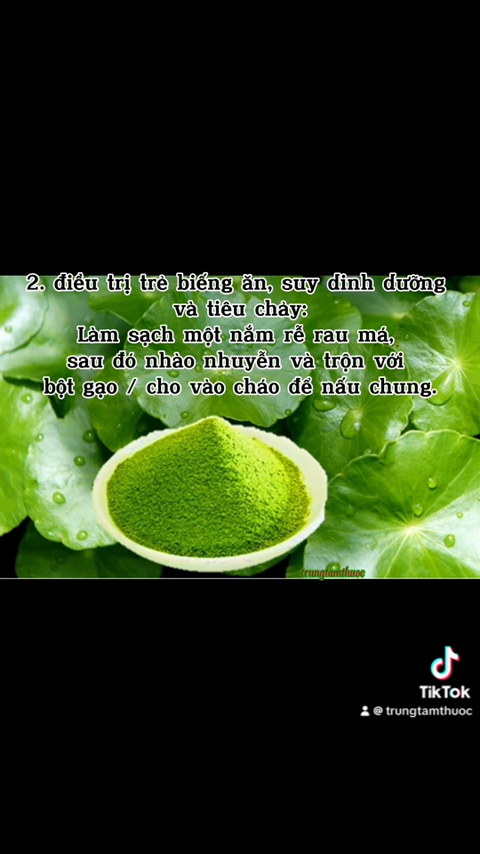 2. điều trị trẻ biếng ăn, suy dinh dưỡng
và tiêu chảy:
Làm sạch một nắm rễ rau má,
sau đó nhào nhuyễn và trộn với
bột gạo / cho vào cháo để nấu chung.
trungtamthuoc
TikTok
@trungtamthuoc